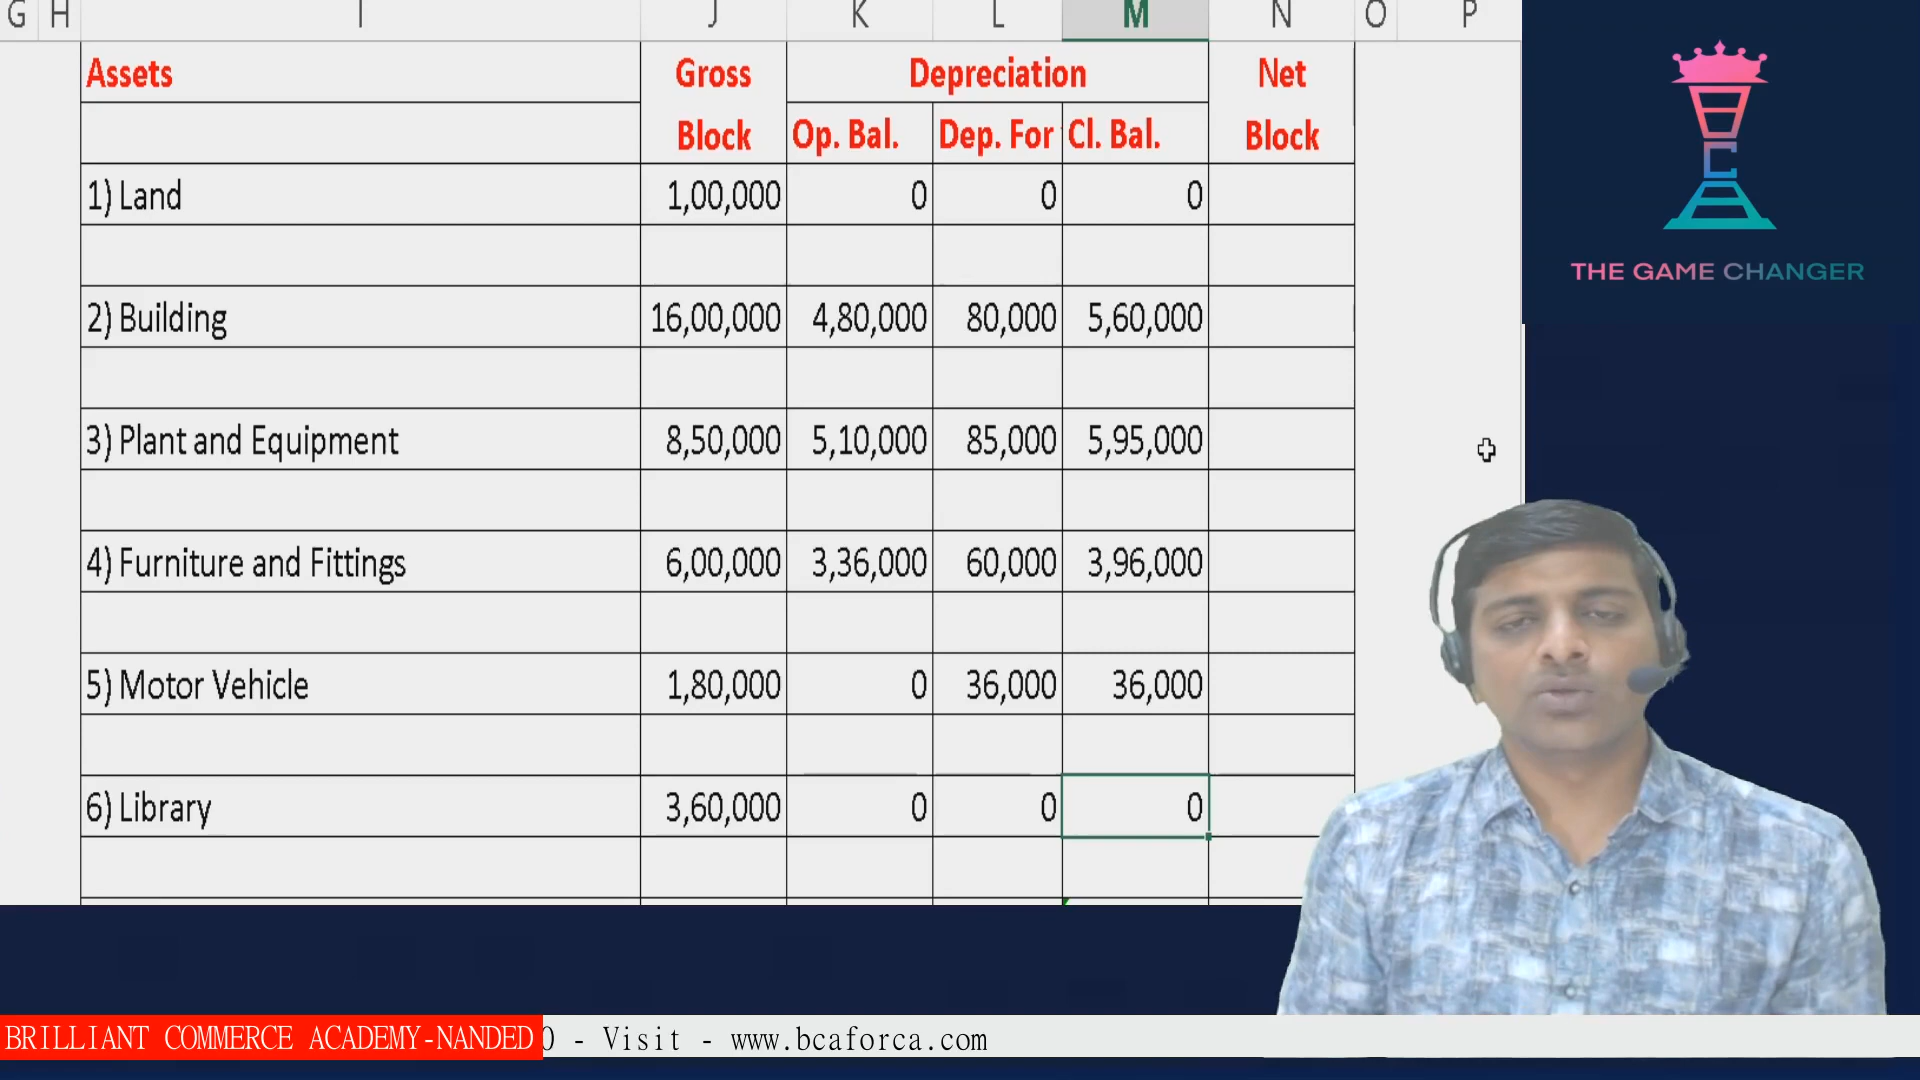 G H I J K L M N O P
Assets Gross Depreciation Net
Block Op. Bal. Dep. For Cl. Bal. Block
1) Land 1,00,000 0 0 0
2) Building 16,00,000 4,80,000 80,000 5,60,000
3) Plant and Equipment 8,50,000 5,10,000 85,000 5,95,000
4) Furniture and Fittings 6,00,000 3,36,000 60,000 3,96,000
5) Motor Vehicle 1,80,000 0 36,000 36,000
6) Library 3,60,000 0 0 0
THE GAME CHANGER
BRILLIANT COMMERCE ACADEMY-NANDED 0 - Visit - www.bcaforca.com